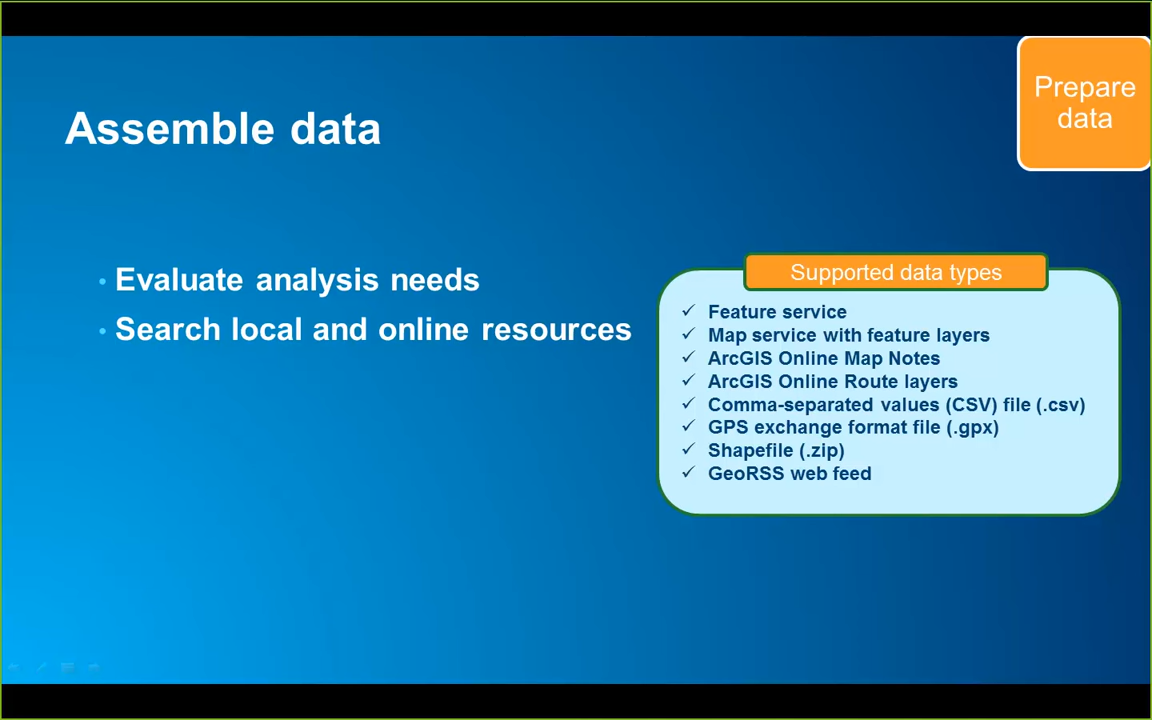 Prepare
data
Assemble data
• Evaluate analysis needs
• Search local and online resources
Supported data types
✓ Feature service
✓ Map service with feature layers
✓ ArcGIS Online Map Notes
✓ ArcGIS Online Route layers
✓ Comma-separated values (CSV) file (.csv)
✓ GPS exchange format file (.gpx)
✓ Shapefile (.zip)
✓ GeoRSS web feed